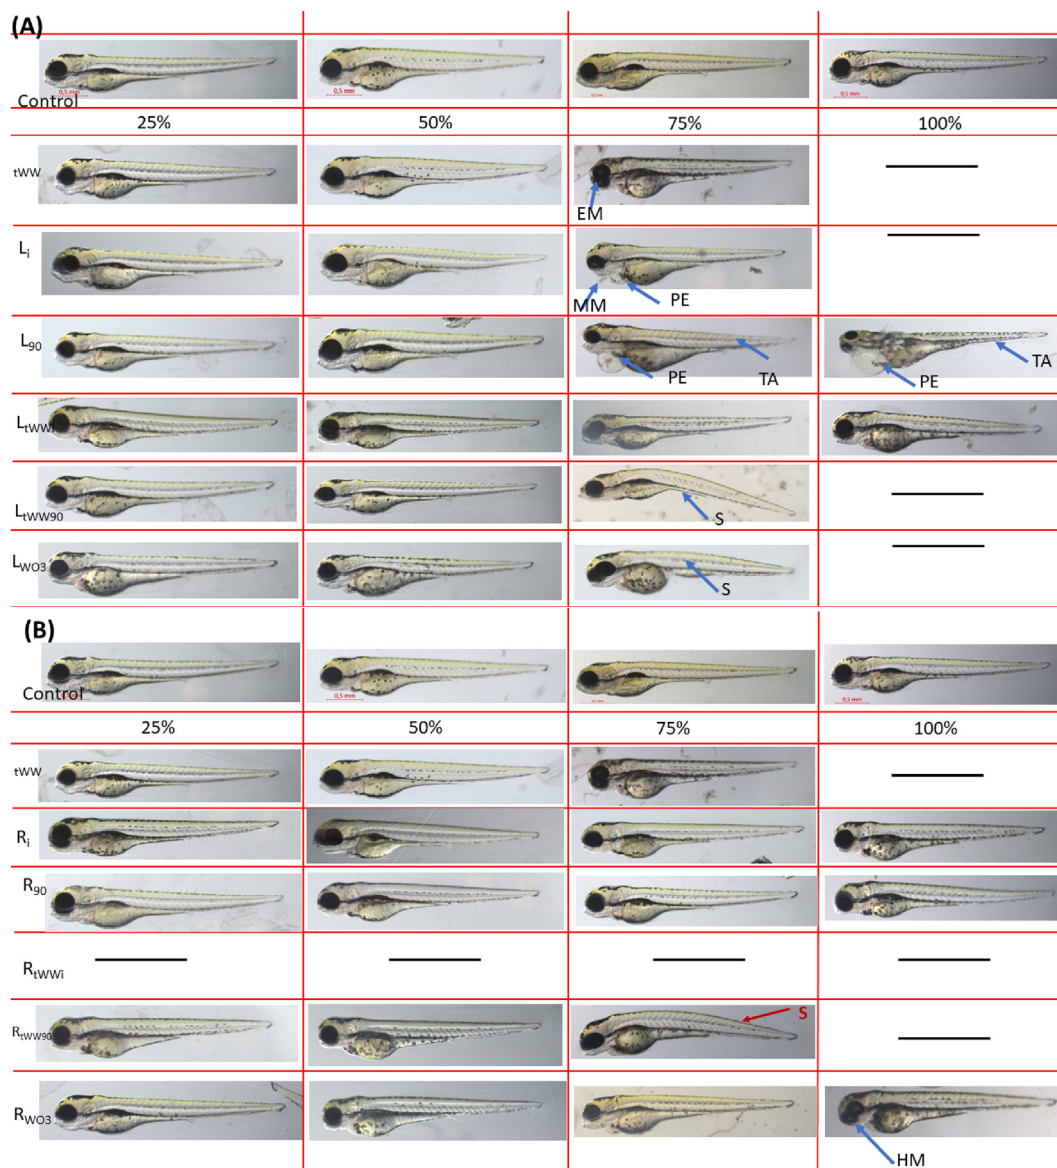 (A)
Control
0,5 mm 0,5 mm 0,5 mm
25% 50% 75% 100%
tWW
EM
Li
MM PE
L90
PE TA PE TA
LtWWi
LtWW90
S
LWO3
S
(B)
Control
0,5 mm 0,5 mm
25% 50% 75% 100%
tWW
Ri
R90
RtWWi
RtWW90
S
RWO3
HM